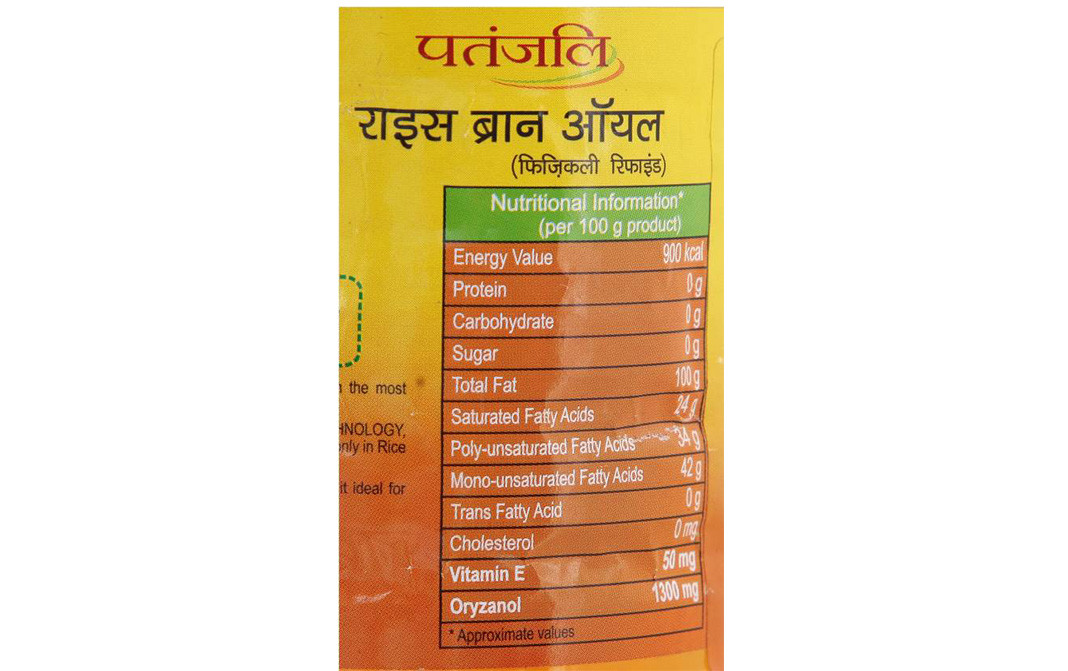 पतंजलि
राइस ब्रान ऑयल
(फिज़िकली रिफाइंड)
Nutritional Information*
(per 100 g product)
Energy Value 900 kcal
Protein 0 g
Carbohydrate 0 g
Sugar 0 g
Total Fat 100 g
Saturated Fatty Acids 24 g
Poly-unsaturated Fatty Acids 34 g
Mono-unsaturated Fatty Acids 42 g
Trans Fatty Acid 0 g
Cholesterol 0 mg
Vitamin E 50 mg
Oryzanol 1300 mg
* Approximate values
the most
in Rice
it ideal for